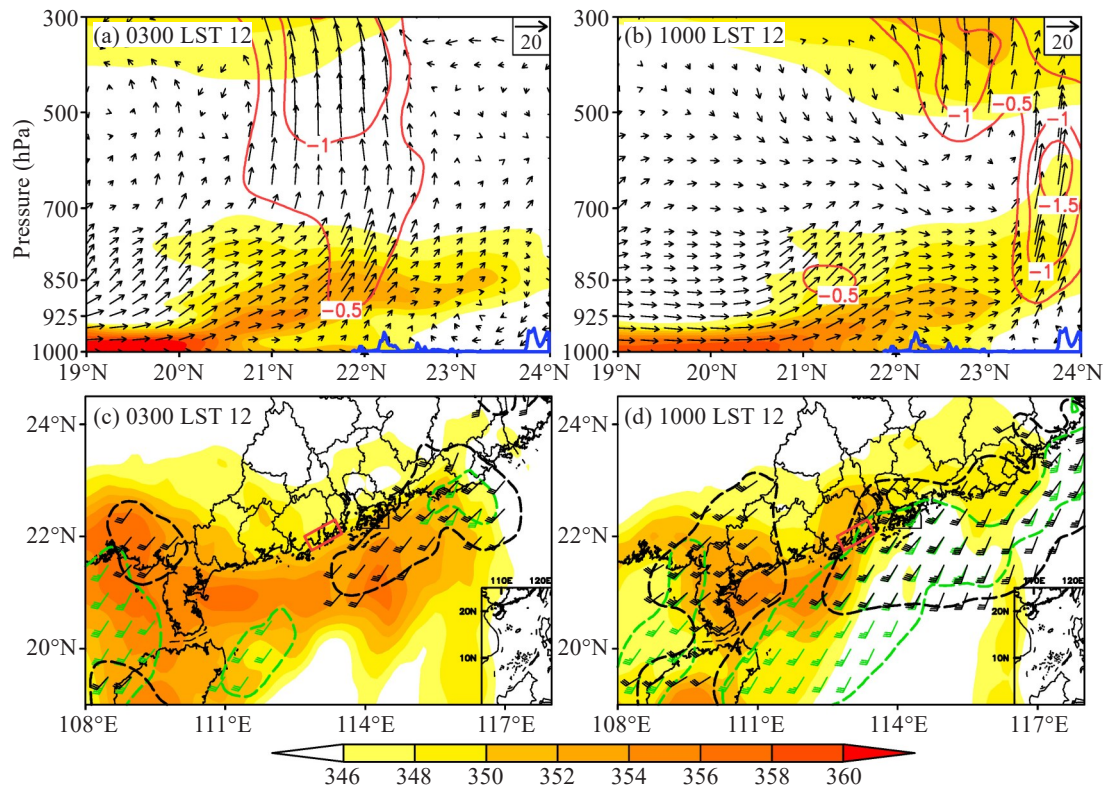 (a) 0300 LST 12
20
(b) 1000 LST 12
20
Pressure (hPa)
300
500
700
850
925
1000
-1
-0.5
19°N 20°N 21°N 22°N 23°N 24°N
300
500
700
850
925
1000
-0.5
-1
-1
-1.5
-1
-0.5
19°N 20°N 21°N 22°N 23°N 24°N
(c) 0300 LST 12
24°N
22°N
20°N
110E 120E
20N
10N
108°E 111°E 114°E 117°E
(d) 1000 LST 12
24°N
22°N
20°N
120E
20N
10N
108°E 111°E 114°E 117°E
346 348 350 352 354 356 358 360